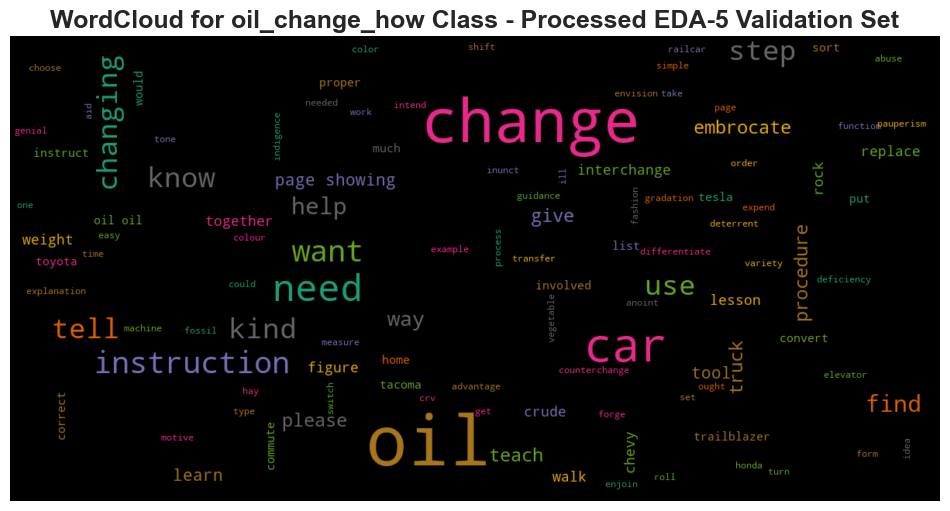 WordCloud for oil_change_how Class - Processed EDA-5 Validation Set
color
shift
railcar
step
sort
abuse
choose
simple
changing
would
proper
envision
take
aid
needed
work
intend
change
page
genial
tone
indigence
embrocate
function
pauperism
instruct
much
order
replace
know
page showing
inunct
ill
interchange
rock
guidance
fashion
gradation
tesla
put
one
help
expend
oil oil
together
give
deterrent
weight
easy
colour
want
process
list
differentiate
procedure
time
example
transfer
variety
toyota
could
need
involved
use
deficiency
explanation
vegetable
anoint
lesson
tell
machine
fossil
kind
way
measure
car
convert
instruction
figure
home
counterchange
tool
truck
elevator
hay
switch
tacoma
advantage
ought
correct
type
crv
get
crude
forge
set
find
please
oil
motive
commute
teach
chevy
trailblazer
form
idea
learn
walk
enjoin
roll
honda
turn